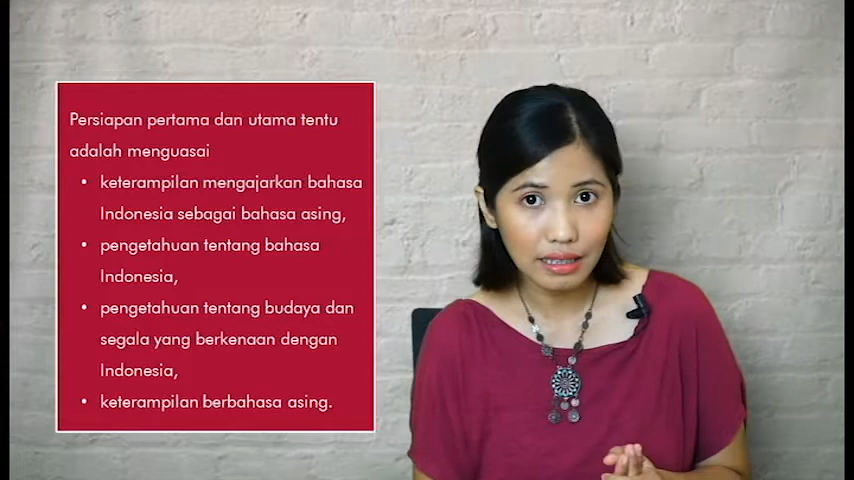 Persiapan pertama dan utama tentu
adalah menguasai
• keterampilan mengajarkan bahasa
Indonesia sebagai bahasa asing,
• pengetahuan tentang bahasa
Indonesia,
• pengetahuan tentang budaya dan
segala yang berkenaan dengan
Indonesia,
• keterampilan berbahasa asing.